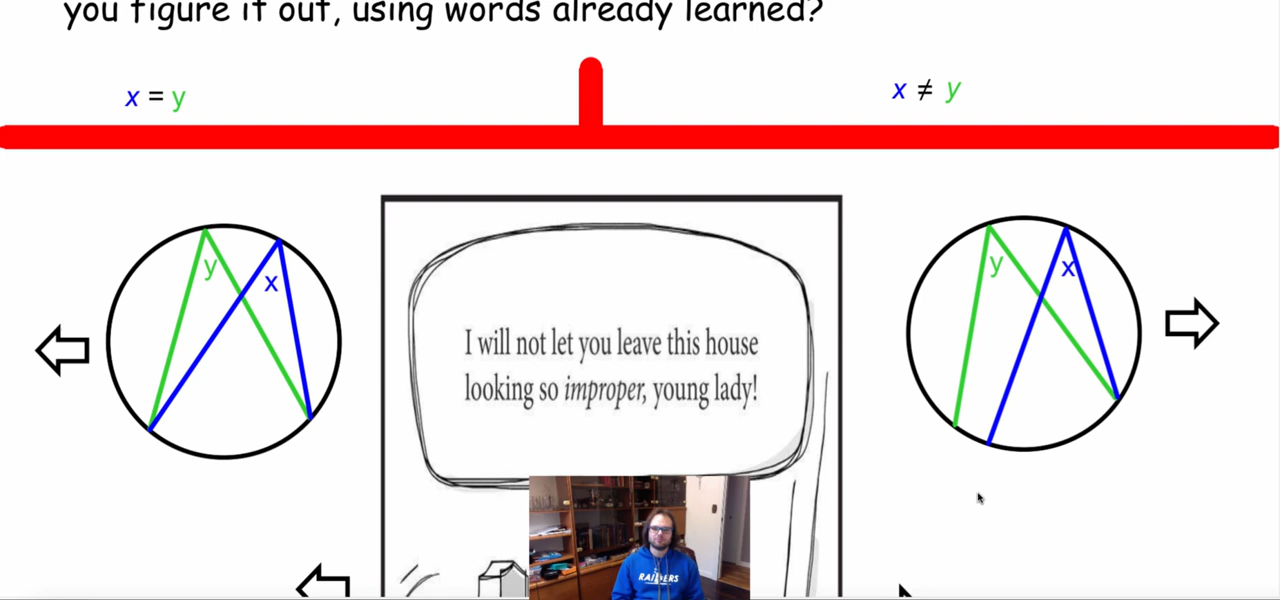 you figure it out, using words already learned?
x = y
x ≠ y
y
x
y
x
I will not let you leave this house
looking so improper, young lady!
RAIDERS